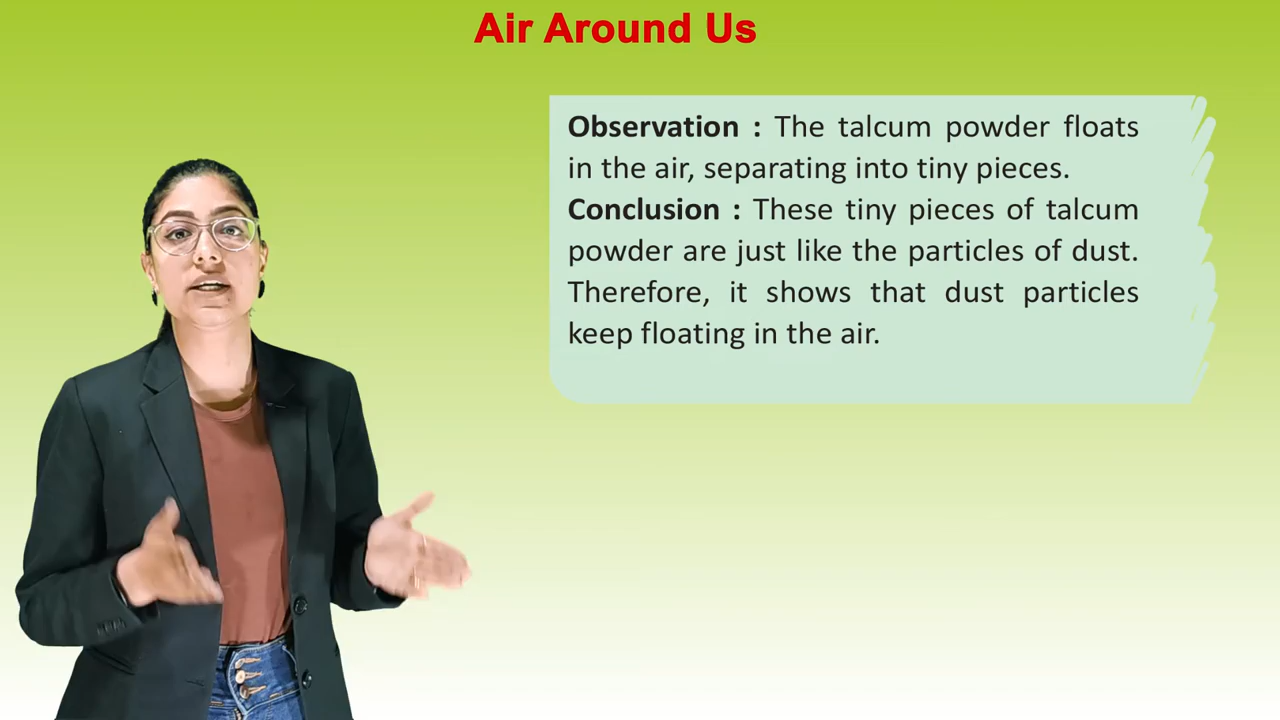 Air Around Us
Observation : The talcum powder floats
in the air, separating into tiny pieces.
Conclusion : These tiny pieces of talcum
powder are just like the particles of dust.
Therefore, it shows that dust particles
keep floating in the air.